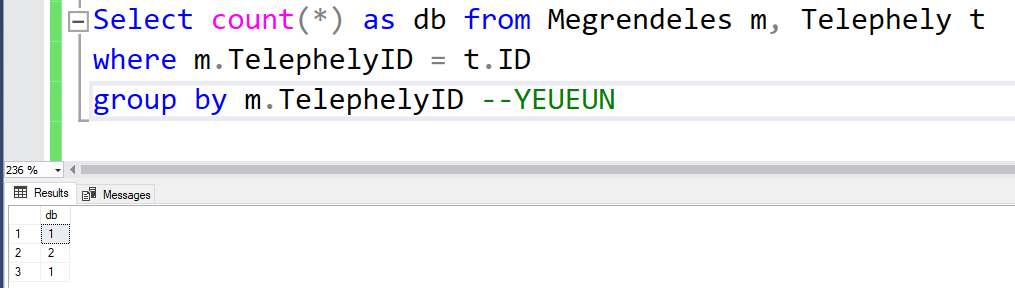 Select count(*) as db from Megrendeles m, Telephely t
where m.TelephelyID = t.ID
group by m.TelephelyID --YEUEUN
236 %
Results Messages
db
1 1
2 2
3 1